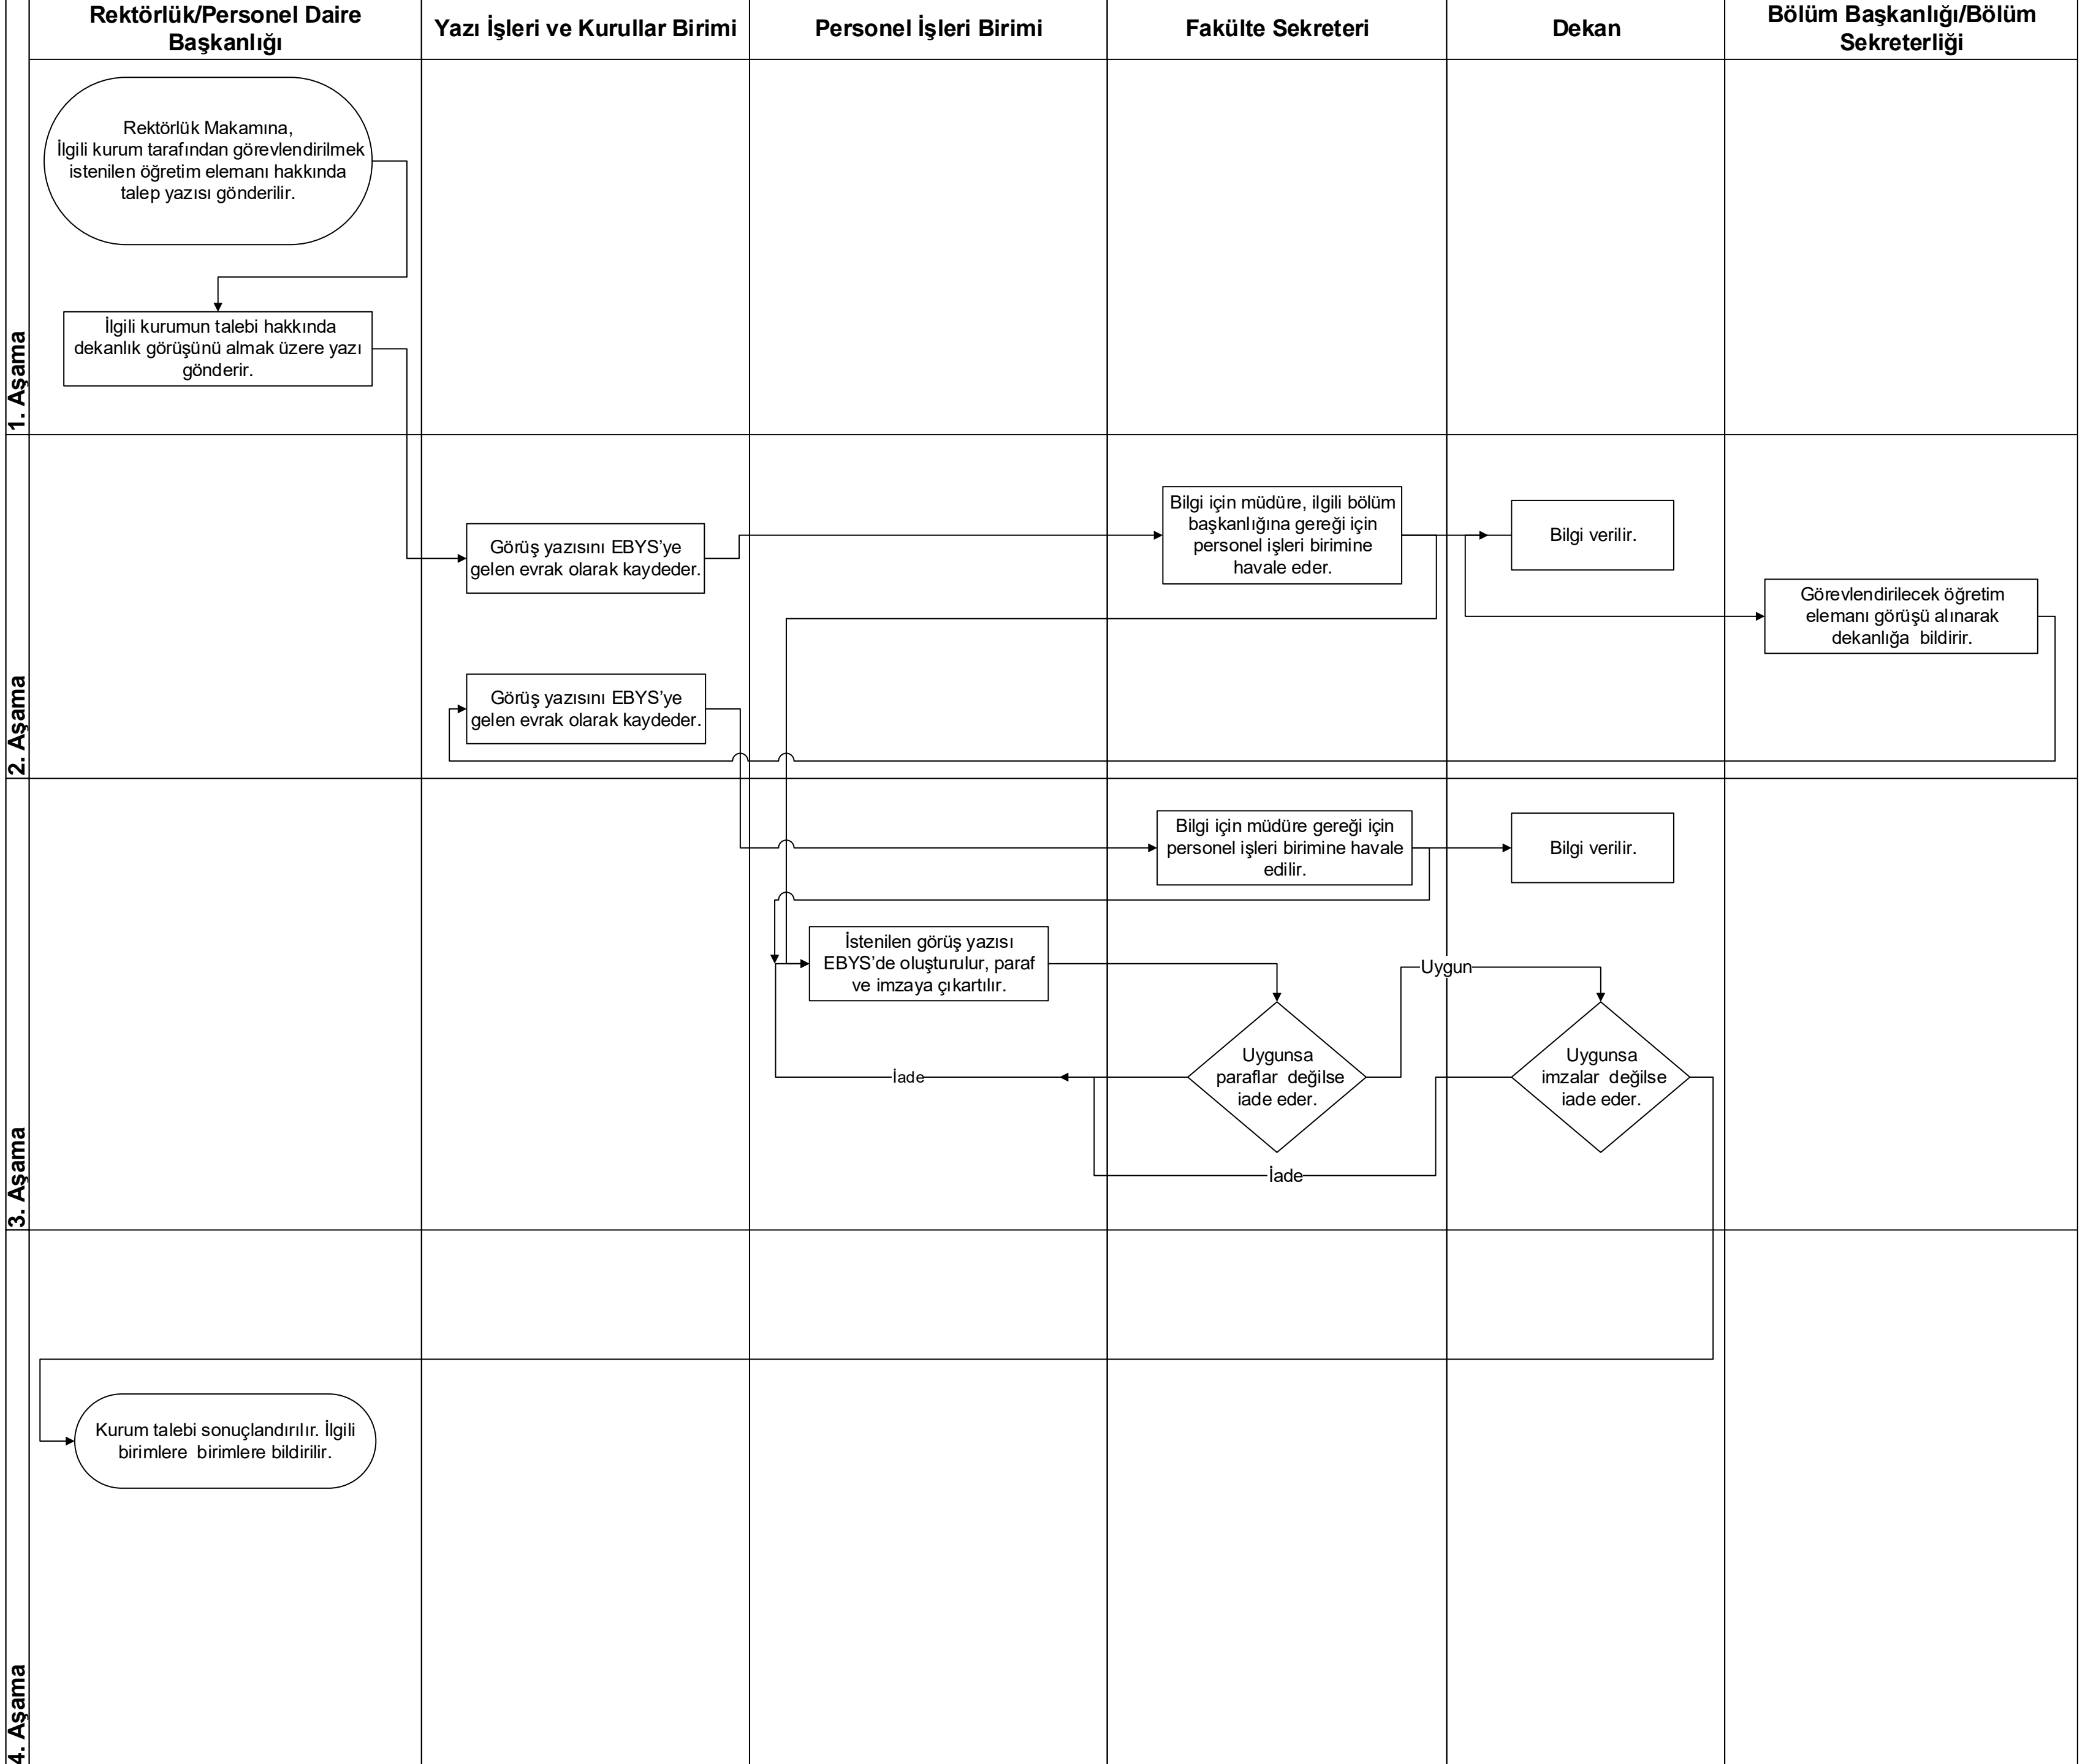 Rektörlük/Personel Daire
Başkanlığı
Yazı İşleri ve Kurullar Birimi
Personel İşleri Birimi
Fakülte Sekreteri
Dekan
Bölüm Başkanlığı/Bölüm
Sekreterliği
1. Aşama
Rektörlük Makamına,
İlgili kurum tarafından görevlendirilmek
istenilen öğretim elemanı hakkında
talep yazısı gönderilir.
İlgili kurumun talebi hakkında
dekanlık görüşünü almak üzere yazı
gönderir.
2. Aşama
Görüş yazısını EBYS’ye
gelen evrak olarak kaydeder.
Bilgi için müdüre, ilgili bölüm
başkanlığına gereği için
personel işleri birimine
havale eder.
Bilgi verilir.
Görevlendirilecek öğretim
elemanı görüşü alınarak
dekanlığa  bildirir.
Görüş yazısını EBYS’ye
gelen evrak olarak kaydeder.
3. Aşama
Bilgi için müdüre gereği için
personel işleri birimine havale
edilir.
Bilgi verilir.
İstenilen görüş yazısı
EBYS’de oluşturulur, paraf
ve imzaya çıkartılır.
Uygun
Uygunsa
paraflar  değilse
iade eder.
Uygunsa
imzalar  değilse
iade eder.
İade
İade
4. Aşama
Kurum talebi sonuçlandırılır. İlgili
birimlere  birimlere bildirilir.